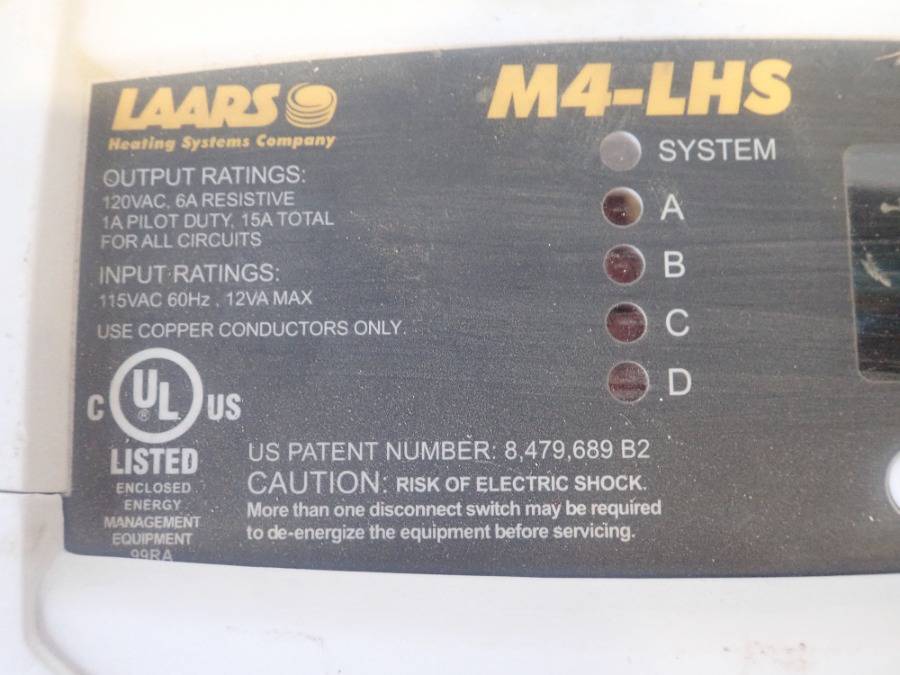 LAARS
Heating Systems Company
OUTPUT RATINGS:
120VAC, 6A RESISTIVE
1A PILOT DUTY, 15A TOTAL
FOR ALL CIRCUITS
INPUT RATINGS:
115VAC 60Hz , 12VA MAX
USE COPPER CONDUCTORS ONLY.
C UL ® US
LISTED
ENCLOSED
ENERGY
MANAGEMENT
EQUIPMENT
99RA
M4-LHS
SYSTEM
A
B
C
D
US PATENT NUMBER: 8,479,689 B2
CAUTION: RISK OF ELECTRIC SHOCK.
More than one disconnect switch may be required
to de-energize the equipment before servicing.